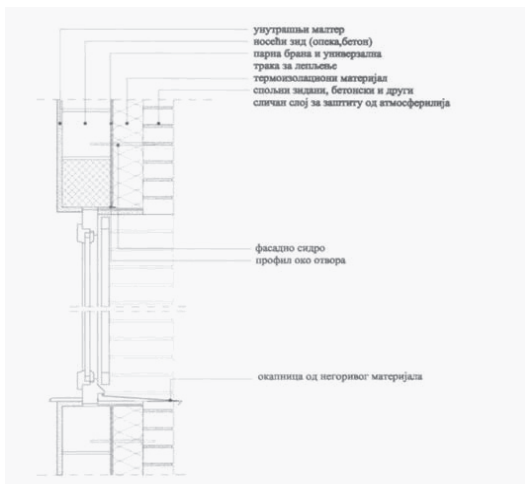 унутрашњи малтер
носећи зид (опека,бетон)
парна брана и универзална
трака за лепљење
термоизолациони материјал
спољни зидани, бетонски и други
сличан слој за заштиту од атмосферилија
фасадно сидро
профил око отвора
окапница од негоривог материјала